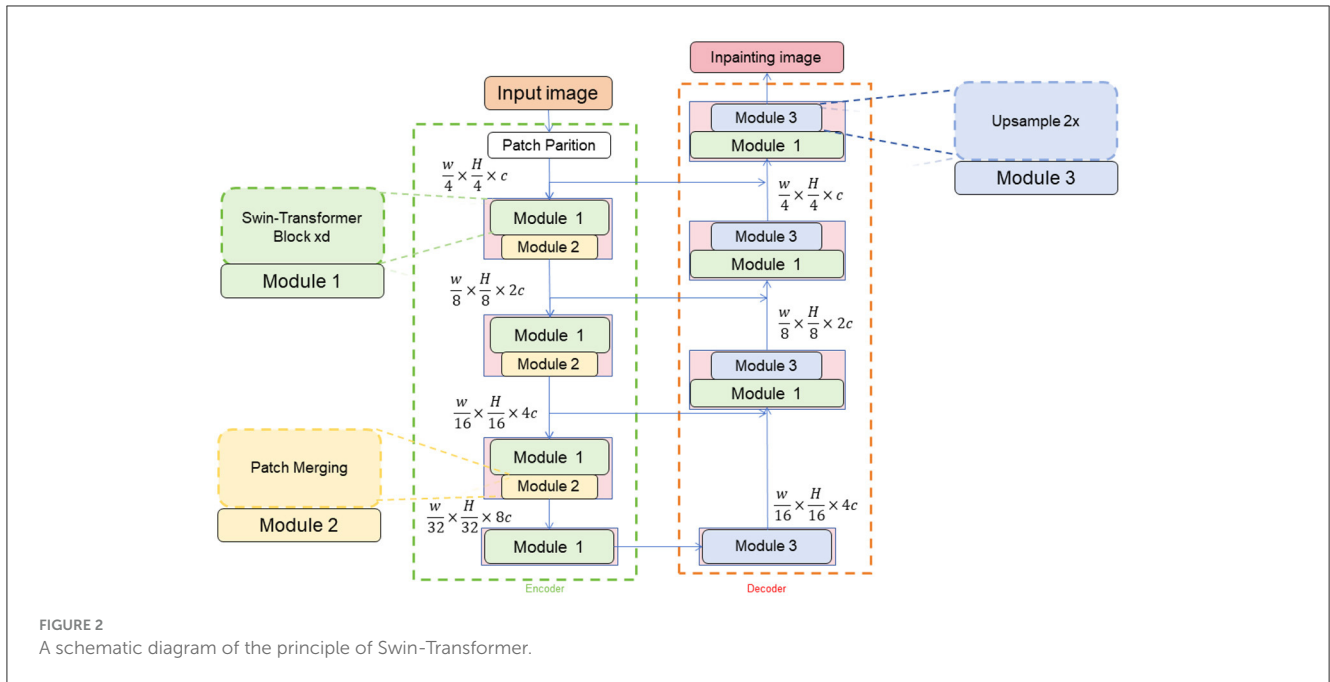 Inpainting image
Input image
Patch Parition
w/4 × H/4 × c
Module 1
Module 2
w/8 × H/8 × 2c
Module 1
Module 2
w/16 × H/16 × 4c
Module 1
Module 2
w/32 × H/32 × 8c
Module 1
Encoder
Swin-Transformer
Block xd
Module 1
Patch Merging
Module 2
Module 3
Module 1
w/4 × H/4 × c
Module 3
Module 1
w/8 × H/8 × 2c
Module 3
Module 1
w/16 × H/16 × 4c
Module 3
Decoder
Upsample 2x
Module 3
FIGURE 2
A schematic diagram of the principle of Swin-Transformer.